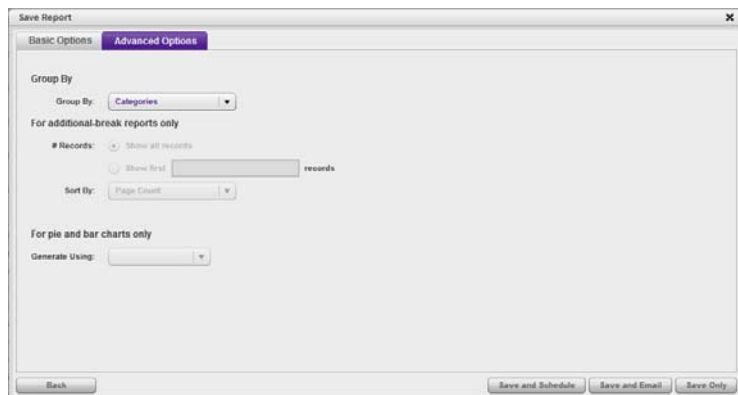 Save Report
Basic Options Advanced Options
Group By
Group By: Categories
For additional-break reports only
# Records: Show all records
Show first records
Sort By: Page Count
For pie and bar charts only
Generate Using:
Back Save and Schedule Save and Email Save Only